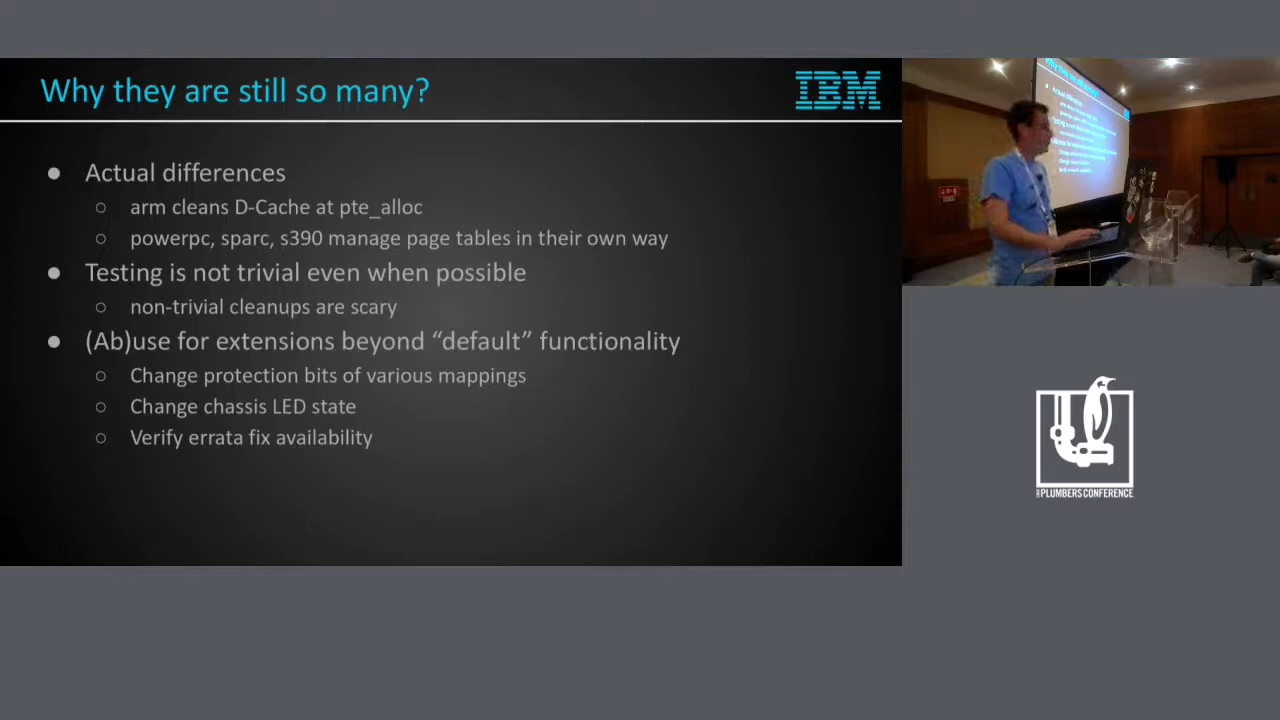 Why they are still so many?
IBM
● Actual differences
○ arm cleans D-Cache at pte_alloc
○ powerpc, sparc, s390 manage page tables in their own way
● Testing is not trivial even when possible
○ non-trivial cleanups are scary
● (Ab)use for extensions beyond “default” functionality
○ Change protection bits of various mappings
○ Change chassis LED state
○ Verify errata fix availability
PLUMBERS CONFERENCE